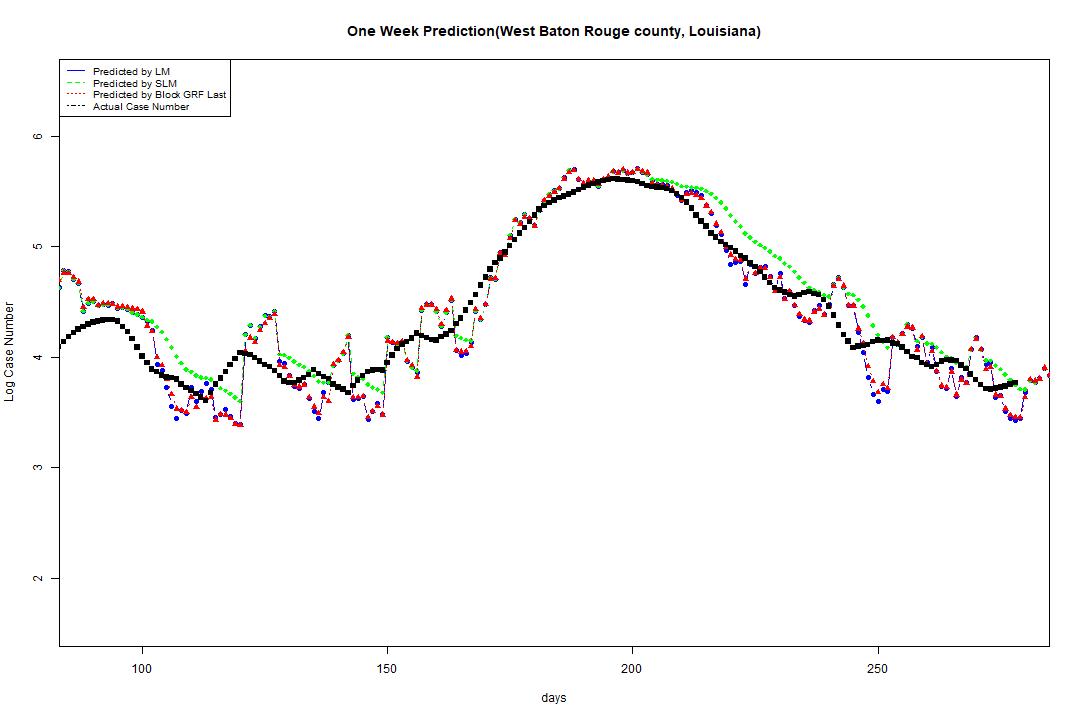 One Week Prediction(West Baton Rouge county, Louisiana)
Predicted by LM
Predicted by SLM
Predicted by Block GRF Last
Actual Case Number
Log Case Number
6
5
4
3
2
100 150 200 250
days